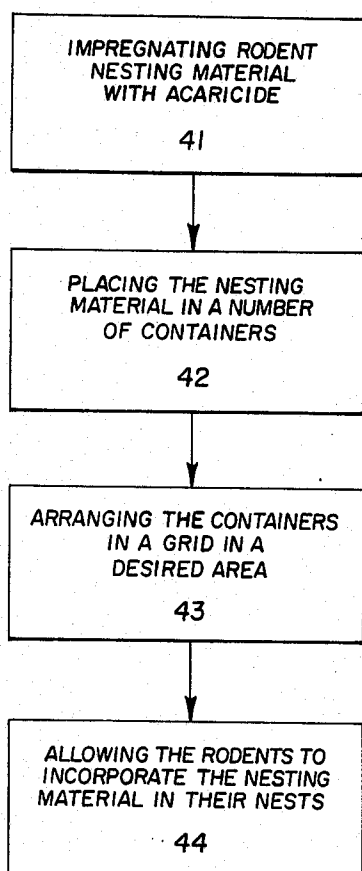 IMPREGNATING RODENT
NESTING MATERIAL
WITH ACARICIDE
41
PLACING THE NESTING
MATERIAL IN A NUMBER
OF CONTAINERS
42
ARRANGING THE CONTAINERS
IN A GRID IN A
DESIRED AREA
43
ALLOWING THE RODENTS TO
INCORPORATE THE NESTING
MATERIAL IN THEIR NESTS
44